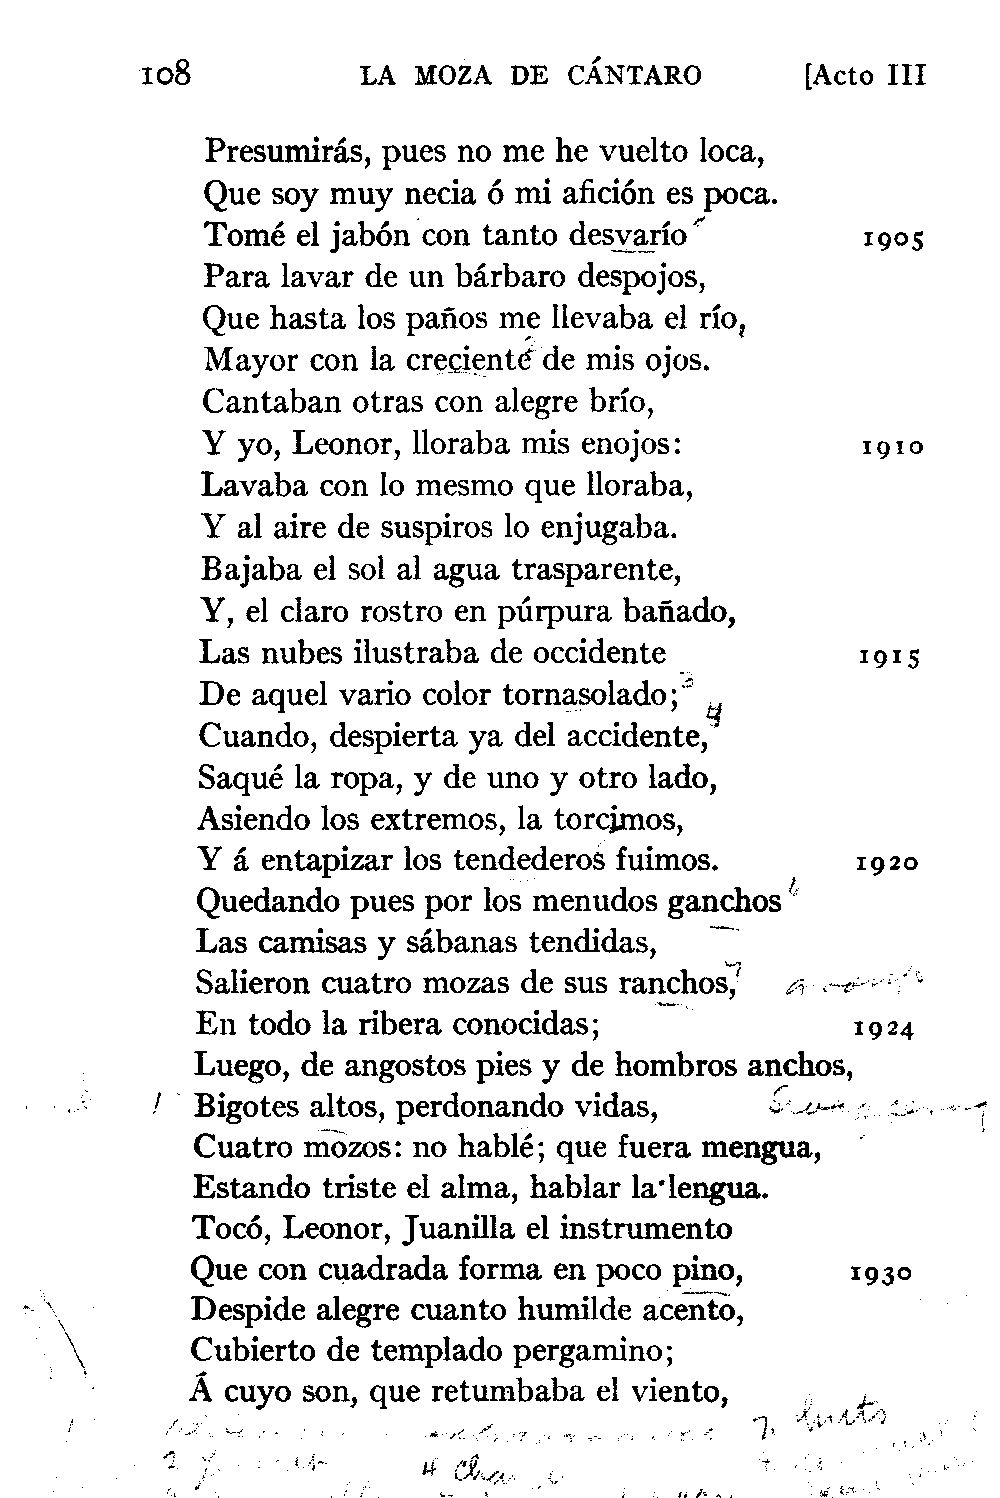 108 LA MOZA DE CÁNTARO [Acto III
Presumirás, pues no me he vuelto loca,
Que soy muy necia ó mi afición es poca.
Tomé el jabón con tanto desvarío 1905
Para lavar de un bárbaro despojos,
Que hasta los paños me llevaba el río,
Mayor con la creciente de mis ojos.
Cantaban otras con alegre brío,
Y yo, Leonor, lloraba mis enojos: 1910
Lavaba con lo mesmo que lloraba,
Y al aire de suspiros lo enjugaba.
Bajaba el sol al agua trasparente,
Y, el claro rostro en púrpura bañado,
Las nubes ilustraba de occidente 1915
De aquel vario color tornasolado;
Cuando, despierta ya del accidente, 4
Saqué la ropa, y de uno y otro lado,
Asiendo los extremos, la torcimos,
Y á entapizar los tendederos fuimos. 1920
Quedando pues por los menudos ganchos
Las camisas y sábanas tendidas,
Salieron cuatro mozas de sus ranchos, 7
En todo la ribera conocidas; 1924
Luego, de angostos pies y de hombros anchos,
Bigotes altos, perdonando vidas,
Cuatro mozos: no hablé; que fuera mengua,
Estando triste el alma, hablar la lengua.
Tocó, Leonor, Juanilla el instrumento
Que con cuadrada forma en poco pino, 1930
Despide alegre cuanto humilde acento,
Cubierto de templado pergamino;
Á cuyo son, que retumbaba el viento,
7,
2
4